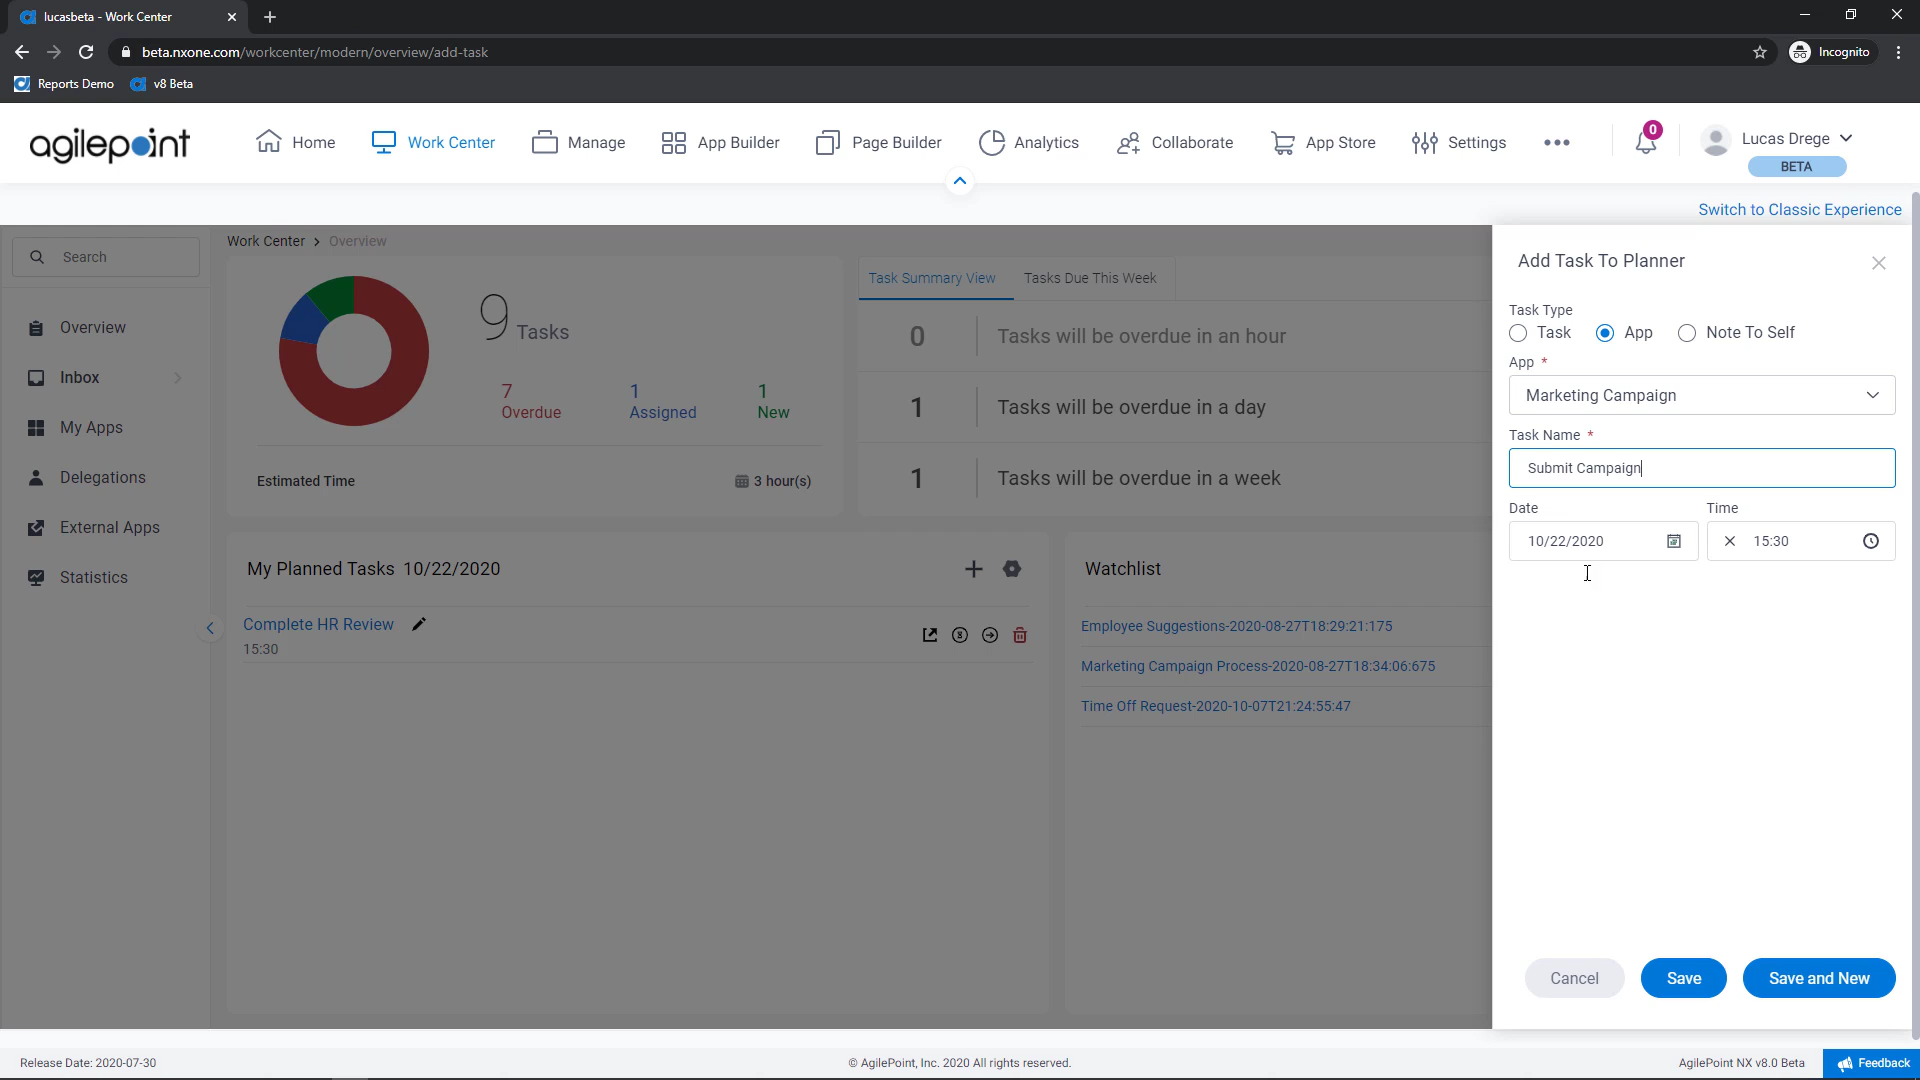 lucasbeta - Work Center
beta.nxone.com/workcenter/modern/overview/add-task
Incognito
Reports Demo
v8 Beta
agilepoint
Home
Work Center
Manage
App Builder
Page Builder
Analytics
Collaborate
App Store
Settings
0
Lucas Drege
BETA
Switch to Classic Experience
Search
Overview
Inbox
My Apps
Delegations
External Apps
Statistics
Work Center > Overview
9 Tasks
7
Overdue
1
Assigned
1
New
Estimated Time
3 hour(s)
Task Summary View
Tasks Due This Week
0 Tasks will be overdue in an hour
1 Tasks will be overdue in a day
1 Tasks will be overdue in a week
My Planned Tasks 10/22/2020
Complete HR Review
15:30
Watchlist
Employee Suggestions-2020-08-27T18:29:21:175
Marketing Campaign Process-2020-08-27T18:34:06:675
Time Off Request-2020-10-07T21:24:55:47
Add Task To Planner
Task Type
Task
App
Note To Self
App *
Marketing Campaign
Task Name *
Submit Campaign
Date
Time
10/22/2020
15:30
Cancel
Save
Save and New
Release Date: 2020-07-30
© AgilePoint, Inc. 2020 All rights reserved.
AgilePoint NX v8.0 Beta
Feedback